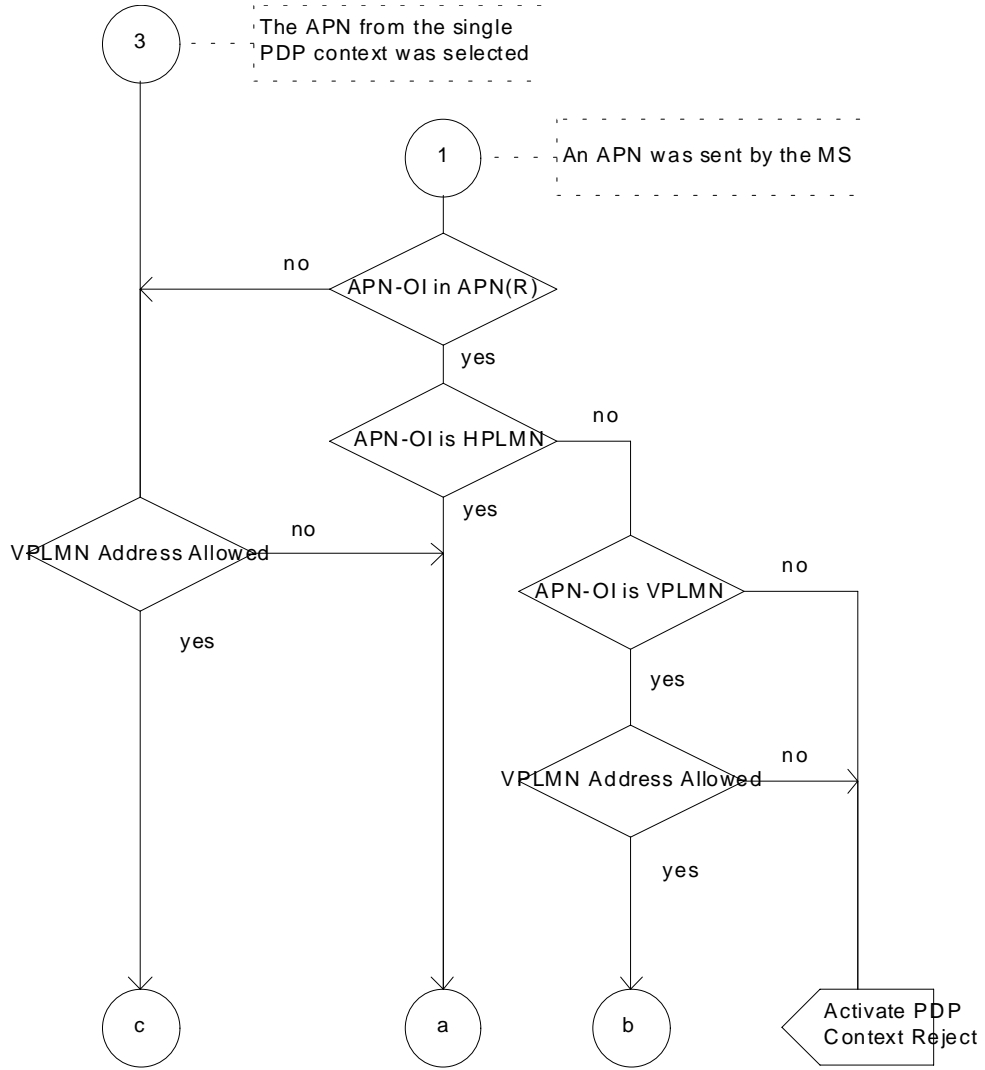 3
The APN from the single
PDP context was selected
1
An APN was sent by the MS
no
APN-OI in APN(R)
yes
no
APN-OI is HPLMN
yes
no
VPLMN Address Allowed
no
APN-OI is VPLMN
yes
yes
no
VPLMN Address Allowed
yes
c
a
b
Activate PDP
Context Reject